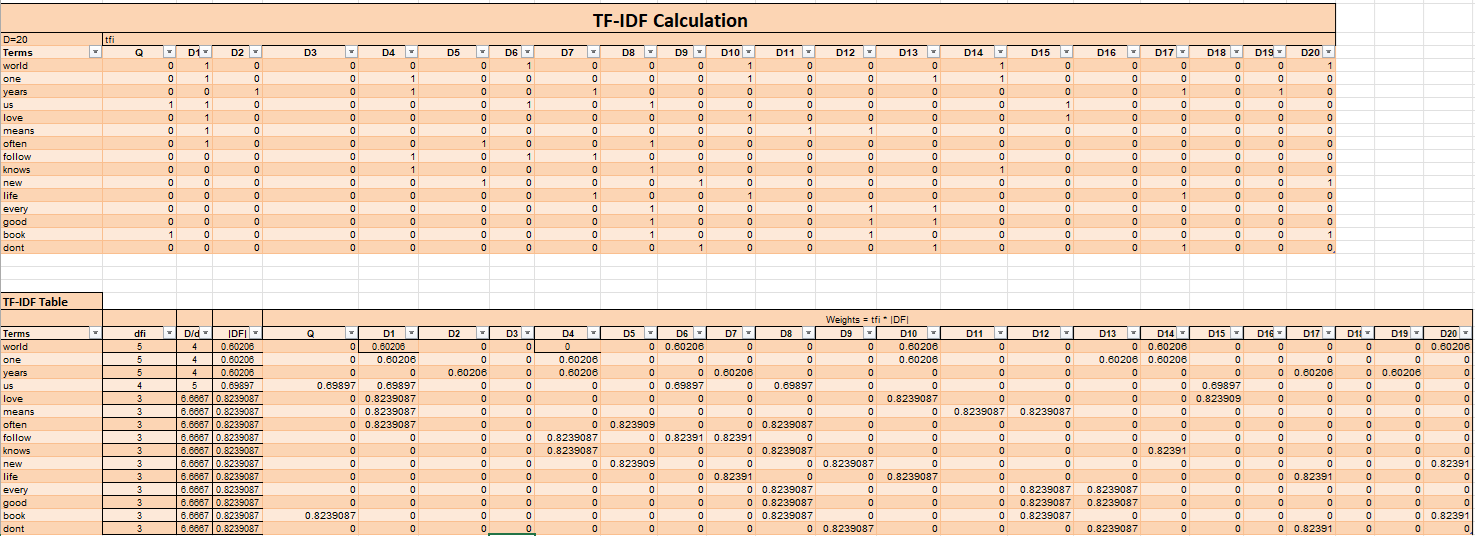 TF-IDF Calculation
D=20 tfi
Terms Q D1 D2 D3 D4 D5 D6 D7 D8 D9 D10 D11 D12 D13 D14 D15 D16 D17 D18 D19 D20
world 0 1 0 0 0 0 1 0 0 0 1 0 0 0 1 0 0 0 0 0 1
one 0 1 0 0 1 0 0 0 0 0 1 0 0 1 1 0 0 0 0 0 0
years 0 0 1 0 1 0 0 1 0 0 0 0 0 0 0 0 0 1 0 1 0
us 1 1 0 0 0 0 1 0 1 0 0 0 0 0 0 1 0 0 0 0 0
love 0 1 0 0 0 0 0 0 0 0 1 0 0 0 0 1 0 0 0 0 0
means 0 1 0 0 0 0 0 0 0 0 0 1 1 0 0 0 0 0 0 0 0
often 0 1 0 0 0 1 0 0 1 0 0 0 0 0 0 0 0 0 0 0 0
follow 0 0 0 0 1 0 1 1 0 0 0 0 0 0 0 0 0 0 0 0 0
knows 0 0 0 0 1 0 0 0 1 0 0 0 0 0 1 0 0 0 0 0 0
new 0 0 0 0 0 1 0 0 0 1 0 0 0 0 0 0 0 0 0 0 1
life 0 0 0 0 0 0 0 1 0 0 1 0 0 0 0 0 0 1 0 0 0
every 0 0 0 0 0 0 0 0 1 0 0 0 1 1 0 0 0 0 0 0 0
good 0 0 0 0 0 0 0 0 1 0 0 0 1 1 0 0 0 0 0 0 0
book 1 0 0 0 0 0 0 0 1 0 0 0 1 0 0 0 0 0 0 0 1
dont 0 0 0 0 0 0 0 0 0 1 0 0 0 1 0 0 0 1 0 0 0
TF-IDF Table
Weights = tfi * |DF|
Terms dfi D/d |DF| Q D1 D2 D3 D4 D5 D6 D7 D8 D9 D10 D11 D12 D13 D14 D15 D16 D17 D18 D19 D20
world 5 4 0.60206 0 0.60206 0 0 0 0 0.60206 0 0 0 0.60206 0 0 0 0.60206 0 0 0 0 0 0.60206
one 5 4 0.60206 0 0.60206 0 0 0.60206 0 0 0 0 0 0.60206 0 0 0.60206 0.60206 0 0 0 0 0 0
years 5 4 0.60206 0 0 0.60206 0 0.60206 0 0 0.60206 0 0 0 0 0 0 0 0 0 0.60206 0 0.60206 0
us 4 5 0.69897 0.69897 0.69897 0 0 0 0 0.69897 0 0.69897 0 0 0 0 0 0 0.69897 0 0 0 0 0
love 3 6.6667 0.8239087 0 0.8239087 0 0 0 0 0 0 0 0 0.8239087 0 0 0 0 0.823909 0 0 0 0 0
means 3 6.6667 0.8239087 0 0.8239087 0 0 0 0 0 0 0 0 0 0.8239087 0.8239087 0 0 0 0 0 0 0 0
often 3 6.6667 0.8239087 0 0.8239087 0 0 0 0.823909 0 0 0.8239087 0 0 0 0 0 0 0 0 0 0 0 0
follow 3 6.6667 0.8239087 0 0 0 0 0.8239087 0 0.82391 0.82391 0 0 0 0 0 0 0 0 0 0 0 0 0
knows 3 6.6667 0.8239087 0 0 0 0 0.8239087 0 0 0 0.8239087 0 0 0 0 0 0.82391 0 0 0 0 0 0
new 3 6.6667 0.8239087 0 0 0 0 0 0.823909 0 0 0 0.8239087 0 0 0 0 0 0 0 0 0 0 0.82391
life 3 6.6667 0.8239087 0 0 0 0 0 0 0 0.82391 0 0 0.8239087 0 0 0 0 0 0 0.82391 0 0 0
every 3 6.6667 0.8239087 0 0 0 0 0 0 0 0 0.8239087 0 0 0 0.8239087 0.8239087 0 0 0 0 0 0 0
good 3 6.6667 0.8239087 0 0 0 0 0 0 0 0 0.8239087 0 0 0 0.8239087 0.8239087 0 0 0 0 0 0 0
book 3 6.6667 0.8239087 0.8239087 0 0 0 0 0 0 0 0.8239087 0 0 0 0.8239087 0 0 0 0 0 0 0 0.82391
dont 3 6.6667 0.8239087 0 0 0 0 0 0 0 0 0 0.8239087 0 0 0 0.8239087 0 0 0 0.82391 0 0 0